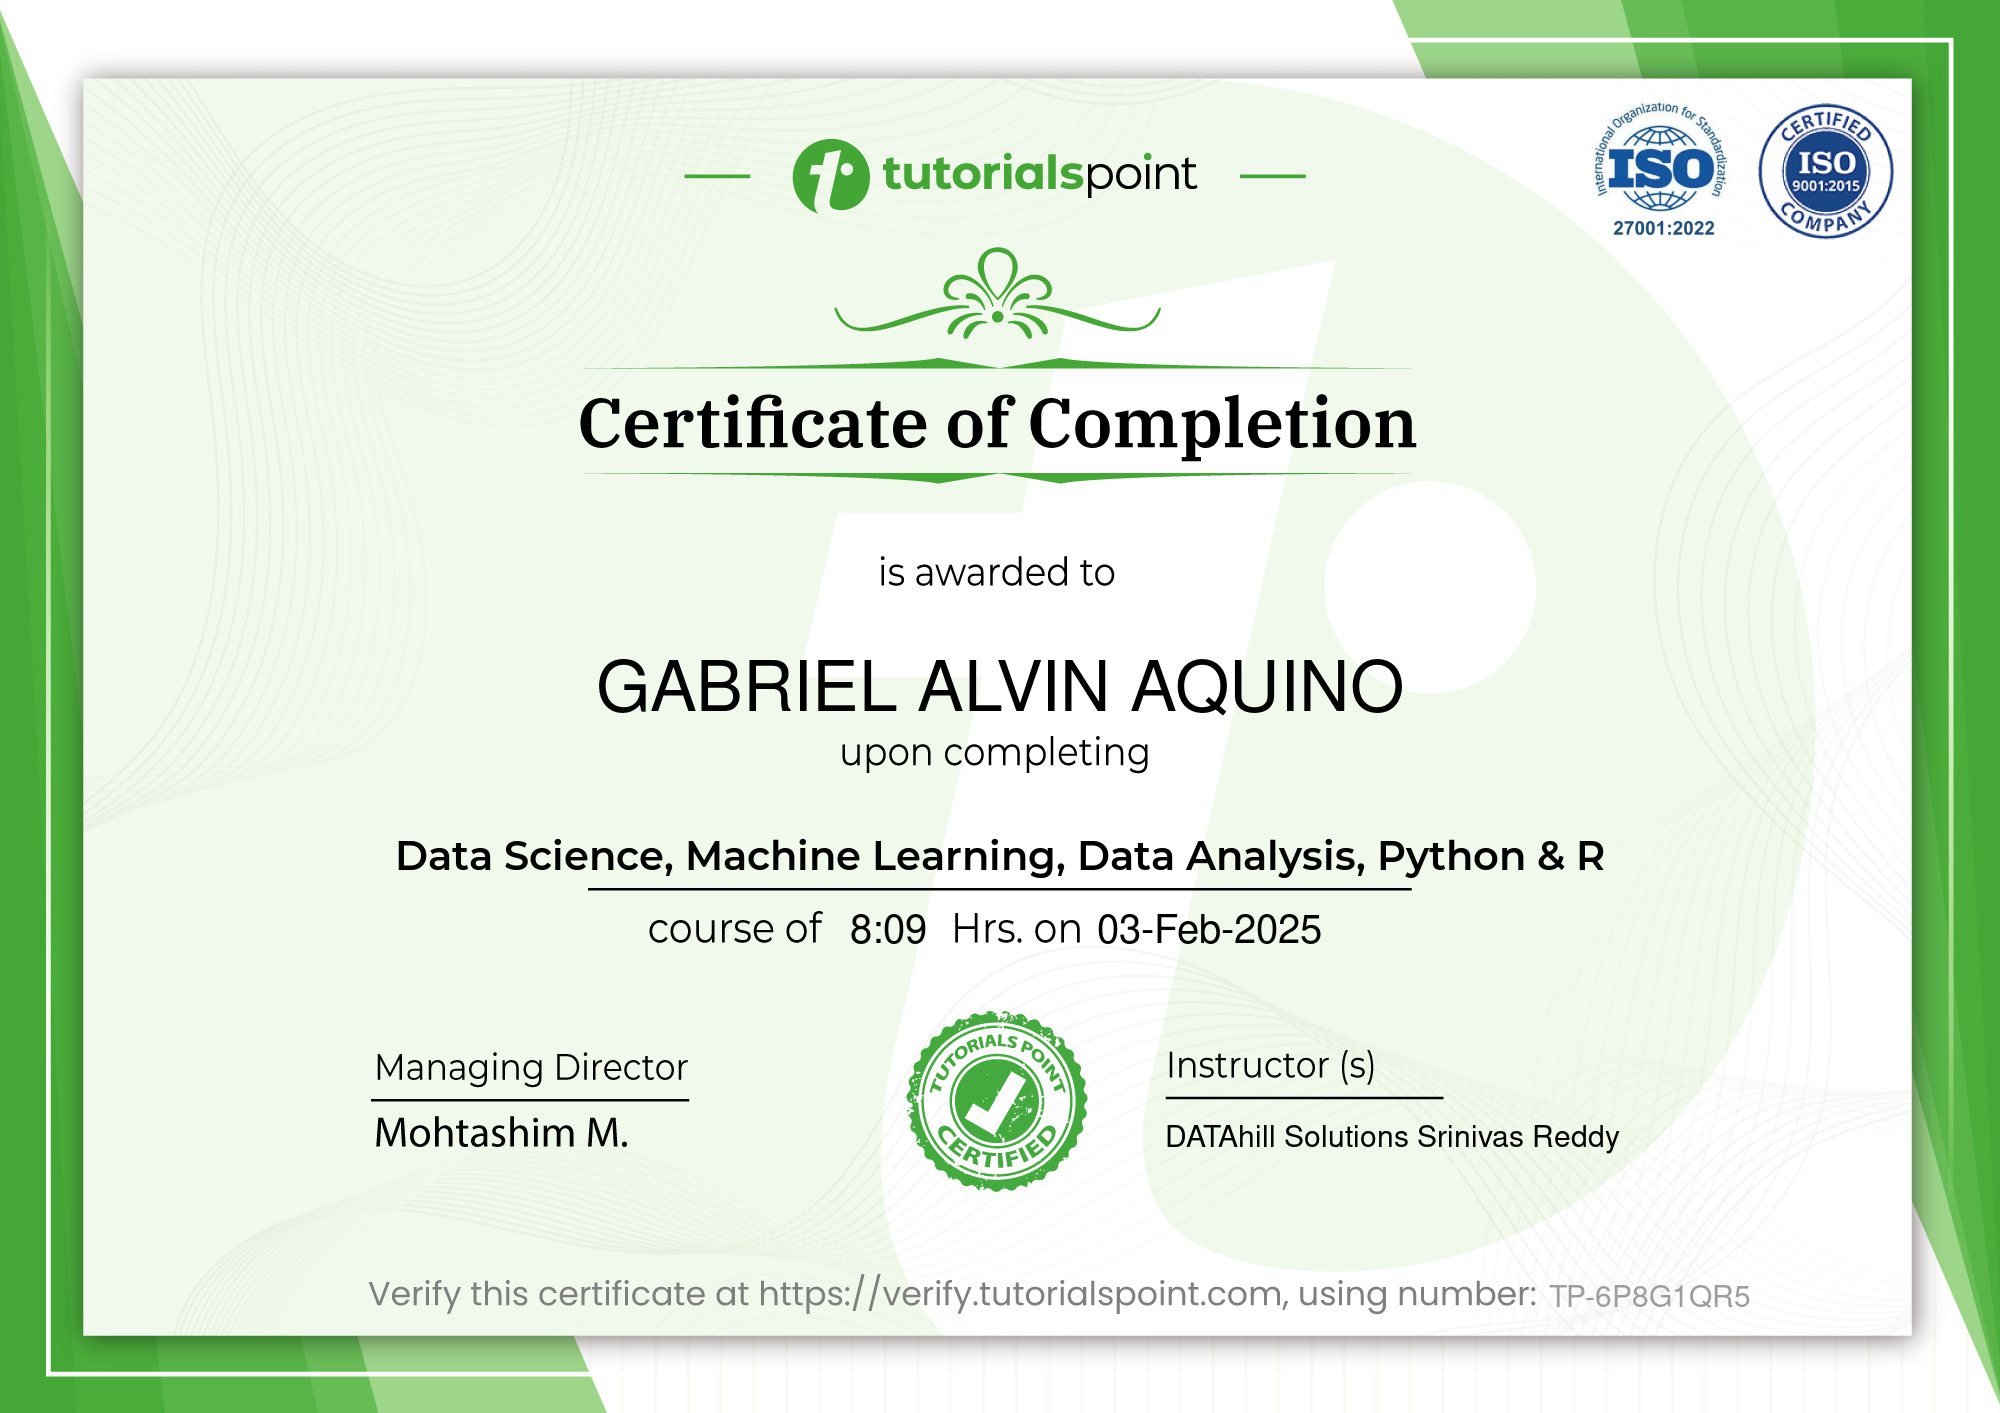 tutorialspoint
International Organization for Standardization
ISO
27001:2022
CERTIFIED
ISO
9001:2015
COMPANY
Certificate of Completion
is awarded to
GABRIEL ALVIN AQUINO
upon completing
Data Science, Machine Learning, Data Analysis, Python & R
course of 8:09 Hrs. on 03-Feb-2025
Managing Director
Mohtashim M.
TUTORIALS POINT
CERTIFIED
Instructor (s)
DATAhill Solutions Srinivas Reddy
Verify this certificate at https://verify.tutorialspoint.com, using number: TP-6P8G1QR5